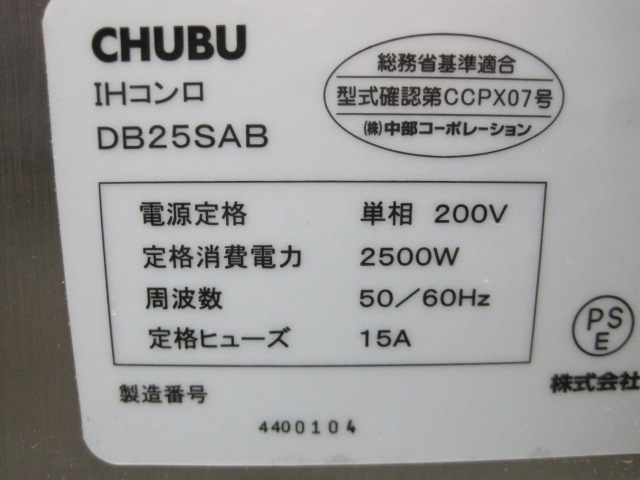 CHUBU
IHコンロ
DB25SAB
総務省基準適合
型式確認第CCPX07号
(株)中部コーポレーション
電源定格 単相 200V
定格消費電力 2500W
周波数 50/60Hz
定格ヒューズ 15A
PS
E
製造番号
4400104
株式会社